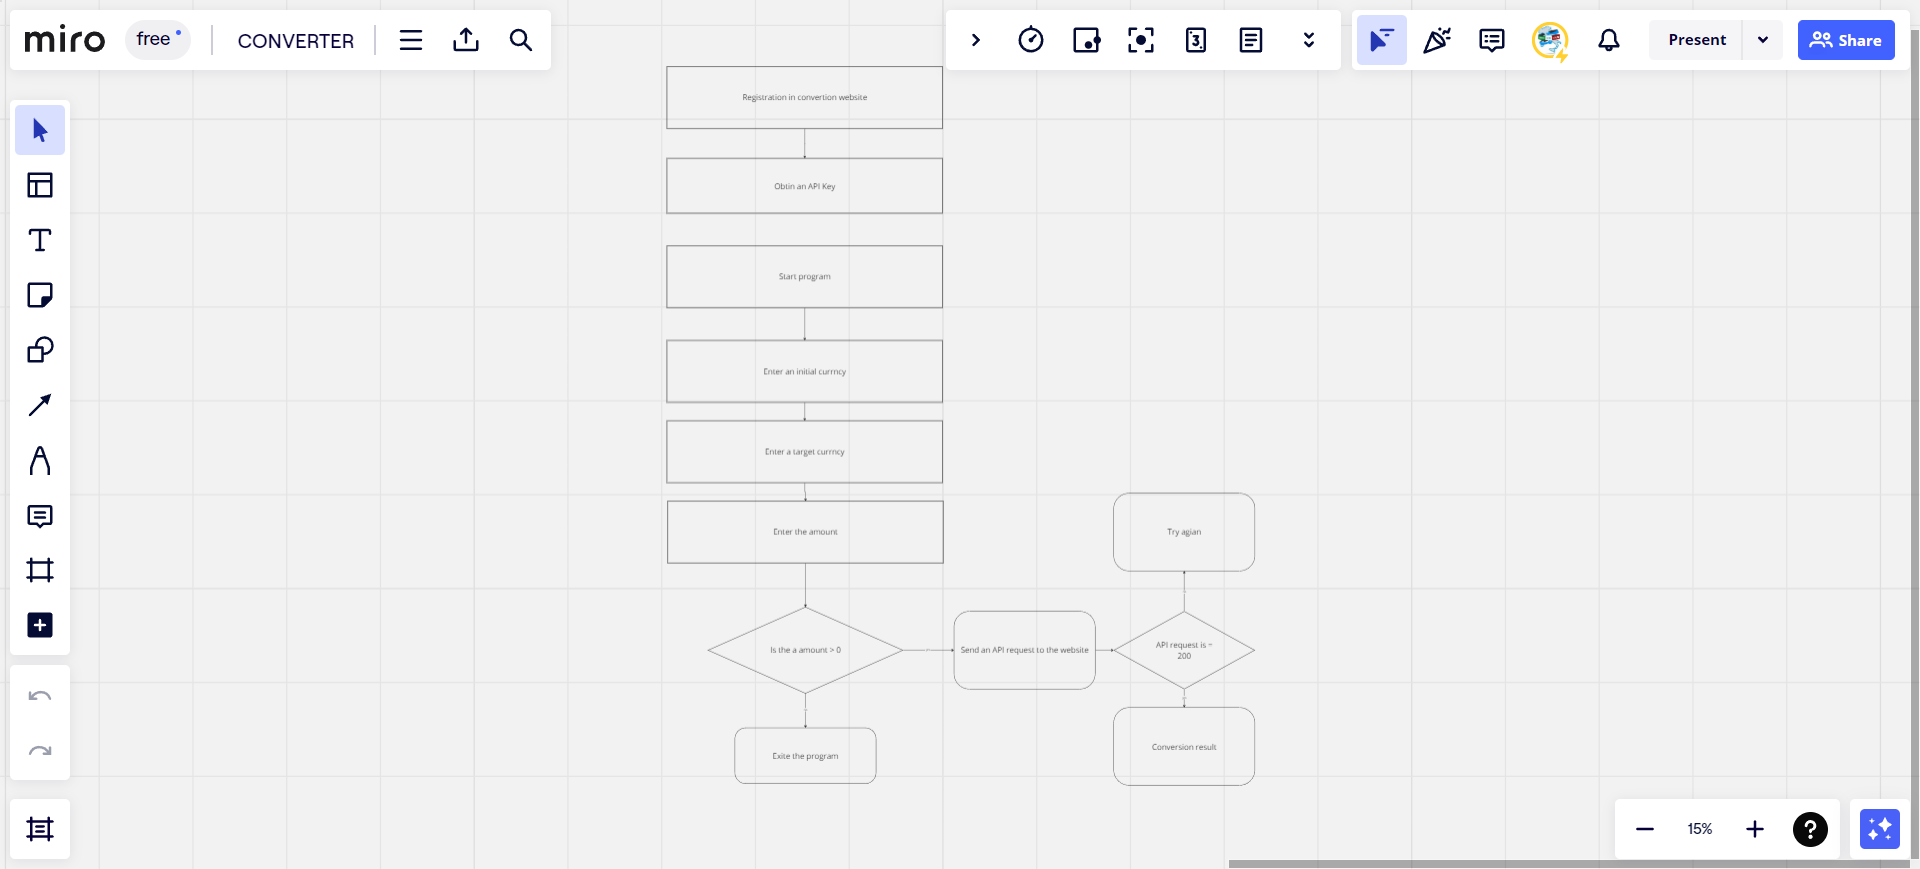 miro
free
CONVERTER
3
Present
Share
Registration in convertion website
Obtin an API Key
Start program
Enter an initial currncy
Enter a target currncy
Enter the amount
Try agian
Is the a amount > 0
Send an API request to the website
API request is =
200
Exite the program
Conversion result
15%
?